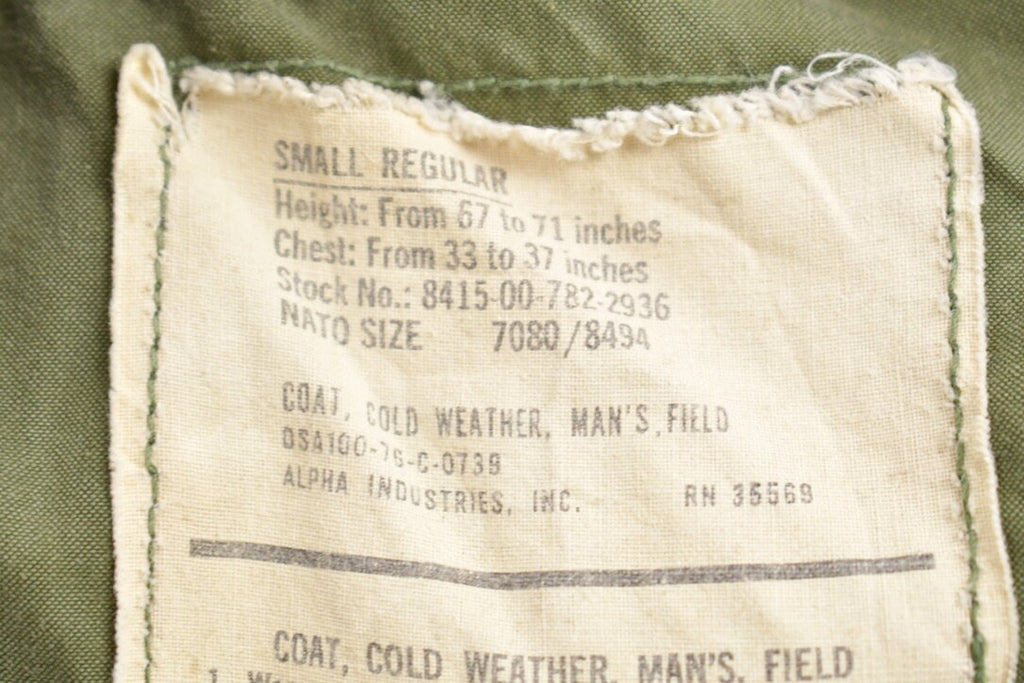 SMALL REGULAR
Height: From 67 to 71 inches
Chest: From 33 to 37 inches
Stock No.: 8415-00-782-2936
NATO SIZE 7080/8494
COAT, COLD WEATHER, MAN'S, FIELD
DSA100-76-C-0739
ALPHA INDUSTRIES, INC. RN 35569
COAT, COLD WEATHER, MAN'S, FIELD
1.